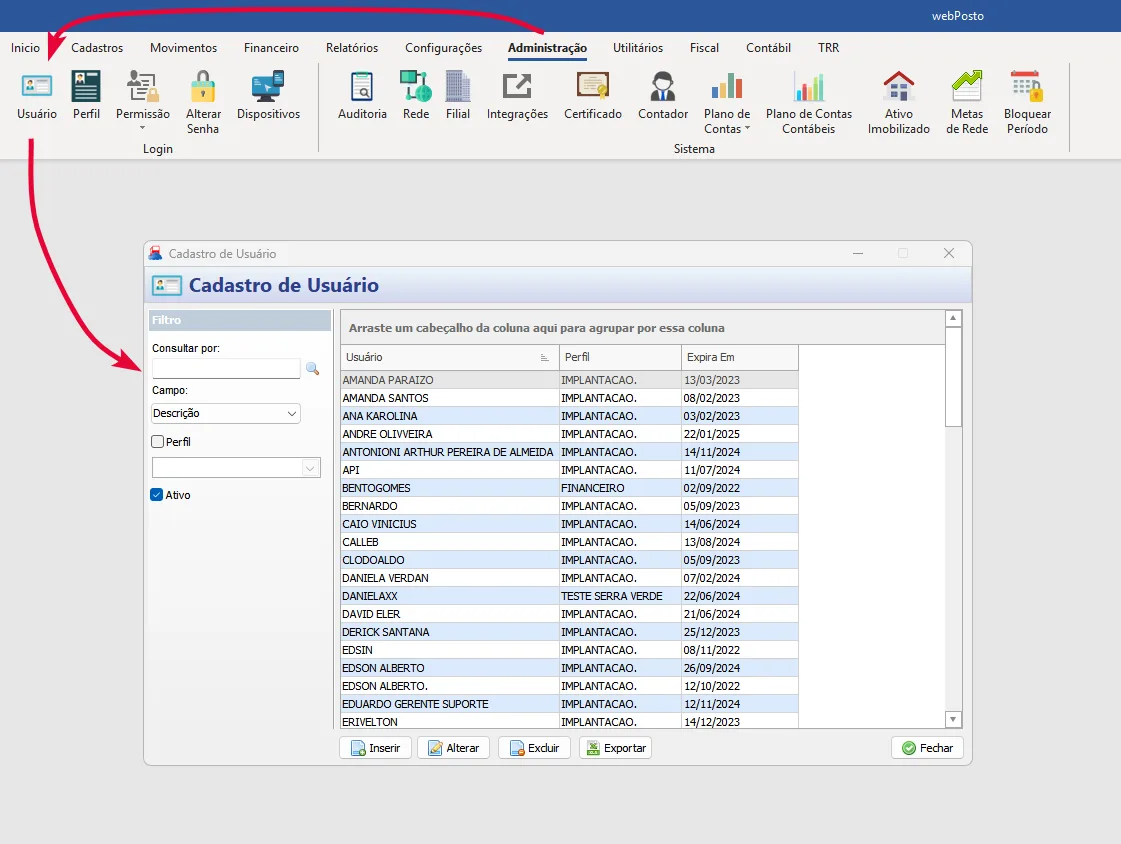 webPosto
Inicio Cadastros Movimentos Financeiro Relatórios Configurações Administração Utilitários Fiscal Contábil TRR
Usuário Perfil Permissão Alterar Senha Dispositivos Auditoria Rede Filial Integrações Certificado Contador Plano de Contas Plano de Contas Contábeis Ativo Imobilizado Metas de Rede Bloquear Período
Login Sistema
Cadastro de Usuário
Cadastro de Usuário
Filtro
Consultar por:
Campo:
Descrição
Perfil
Ativo
Arraste um cabeçalho da coluna aqui para agrupar por essa coluna
Usuário Perfil Expira Em
AMANDA PARAIZO IMPLANTACAO. 13/03/2023
AMANDA SANTOS IMPLANTACAO. 08/02/2023
ANA KAROLINA IMPLANTACAO. 03/02/2023
ANDRE OLIVVEIRA IMPLANTACAO. 22/01/2025
ANTONIONI ARTHUR PEREIRA DE ALMEIDA IMPLANTACAO. 14/11/2024
API IMPLANTACAO. 11/07/2024
BENTOGOMES FINANCEIRO 02/09/2022
BERNARDO IMPLANTACAO. 05/09/2023
CAIO VINICIUS IMPLANTACAO. 14/06/2024
CALLEB IMPLANTACAO. 13/08/2024
CLODOALDO IMPLANTACAO. 05/09/2023
DANIELA VERDAN IMPLANTACAO. 07/02/2024
DANIELAXX TESTE SERRA VERDE 22/06/2024
DAVID ELER IMPLANTACAO. 21/06/2024
DERICK SANTANA IMPLANTACAO. 25/12/2023
EDSIN IMPLANTACAO. 08/11/2022
EDSON ALBERTO IMPLANTACAO. 26/09/2024
EDSON ALBERTO. IMPLANTACAO. 12/10/2022
EDUARDO GERENTE SUPORTE IMPLANTACAO. 12/11/2024
ERIVELTON IMPLANTACAO. 14/12/2023
Inserir Alterar Excluir Exportar Fechar